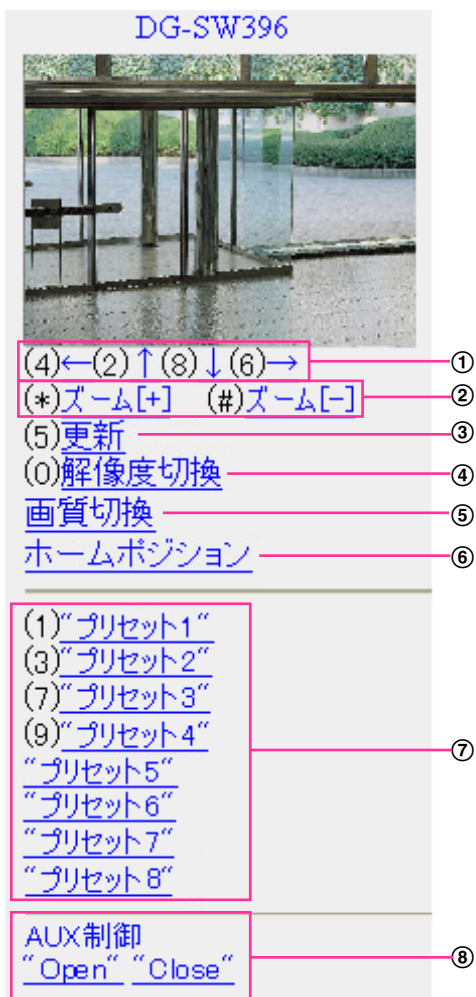 DG-SW396
(4)←(2)↑(8)↓(6)→ ①
(*)ズーム[+] (#)ズーム[-] ②
(5)更新 ③
(0)解像度切換 ④
画質切換 ⑤
ホームポジション ⑥
(1)"プリセット1"
(3)"プリセット2"
(7)"プリセット3"
(9)"プリセット4" ⑦
"プリセット5"
"プリセット6"
"プリセット7"
"プリセット8"
AUX制御 ⑧
"Open" "Close"